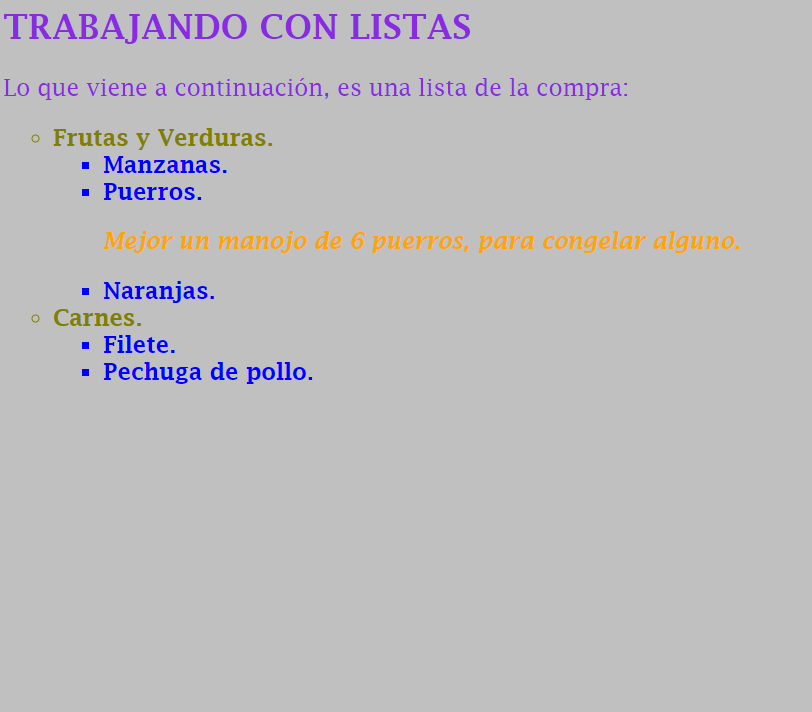 TRABAJANDO CON LISTAS
Lo que viene a continuación, es una lista de la compra:
Frutas y Verduras.
Manzanas.
Puerros.
Mejor un manojo de 6 puerros, para congelar alguno.
Naranjas.
Carnes.
Filete.
Pechuga de pollo.